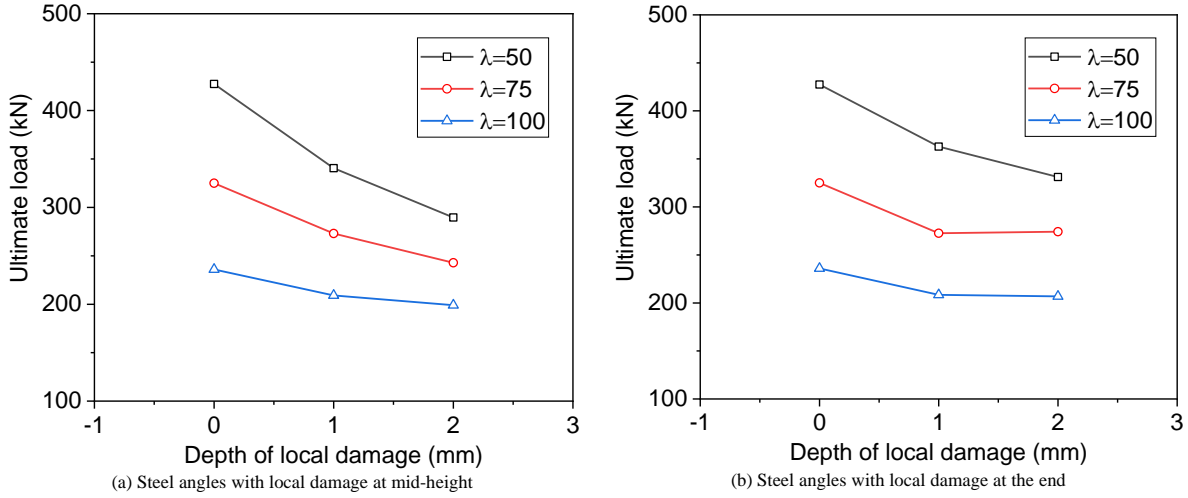 500
400
300
200
100
Ultimate load (kN)
λ=50
λ=75
λ=100
-1
0
1
2
3
Depth of local damage (mm)
(a) Steel angles with local damage at mid-height
500
400
300
200
100
Ultimate load (kN)
λ=50
λ=75
λ=100
-1
0
1
2
3
Depth of local damage (mm)
(b) Steel angles with local damage at the end